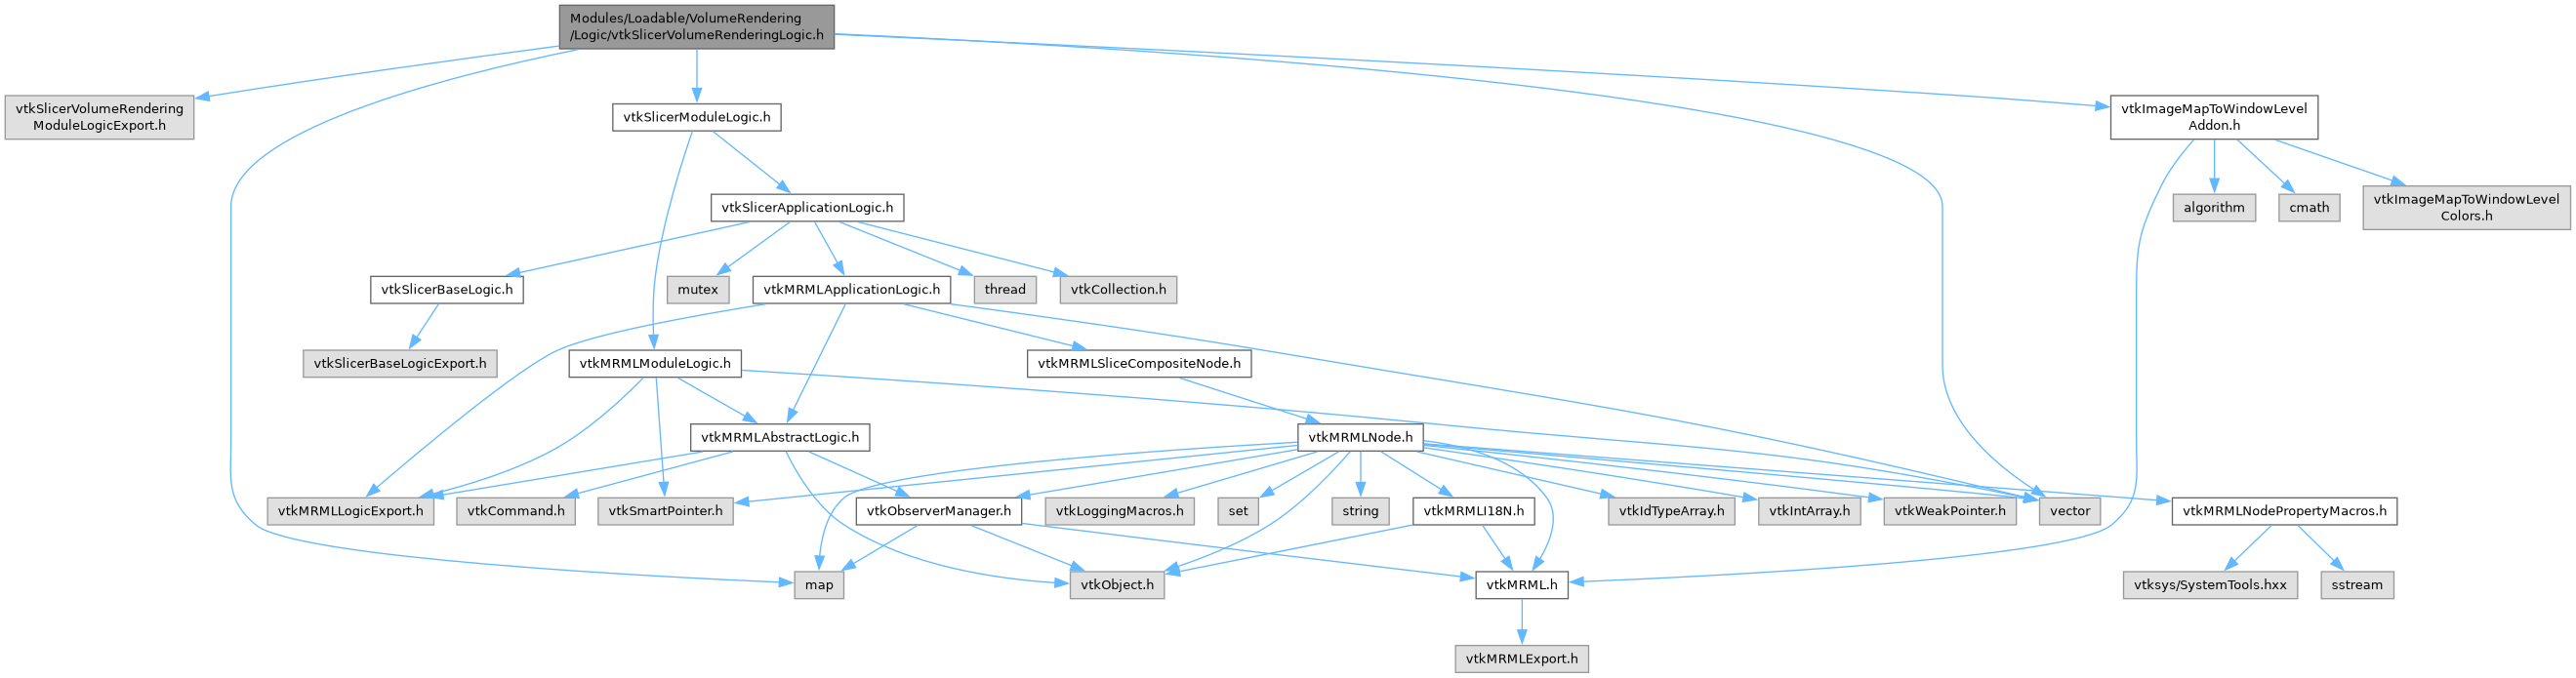 Modules/Loadable/VolumeRendering
/Logic/vtkSlicerVolumeRenderingLogic.h
vtkSlicerVolumeRendering
ModuleLogicExport.h
vtkSlicerModuleLogic.h
vtkImageMapToWindowLevel
Addon.h
vtkSlicerApplicationLogic.h
algorithm
cmath
vtkImageMapToWindowLevel
Colors.h
vtkSlicerBaseLogic.h
mutex
vtkMRMLApplicationLogic.h
thread
vtkCollection.h
vtkSlicerBaseLogicExport.h
vtkMRMLModuleLogic.h
vtkMRMLSliceCompositeNode.h
vtkMRMLAbstractLogic.h
vtkMRMLNode.h
vtkMRMLLogicExport.h
vtkCommand.h
vtkSmartPointer.h
vtkObserverManager.h
vtkLoggingMacros.h
set
string
vtkMRMLI18N.h
vtkIdTypeArray.h
vtkIntArray.h
vtkWeakPointer.h
vector
vtkMRMLNodePropertyMacros.h
map
vtkObject.h
vtkMRML.h
vtksys/SystemTools.hxx
sstream
vtkMRMLExport.h